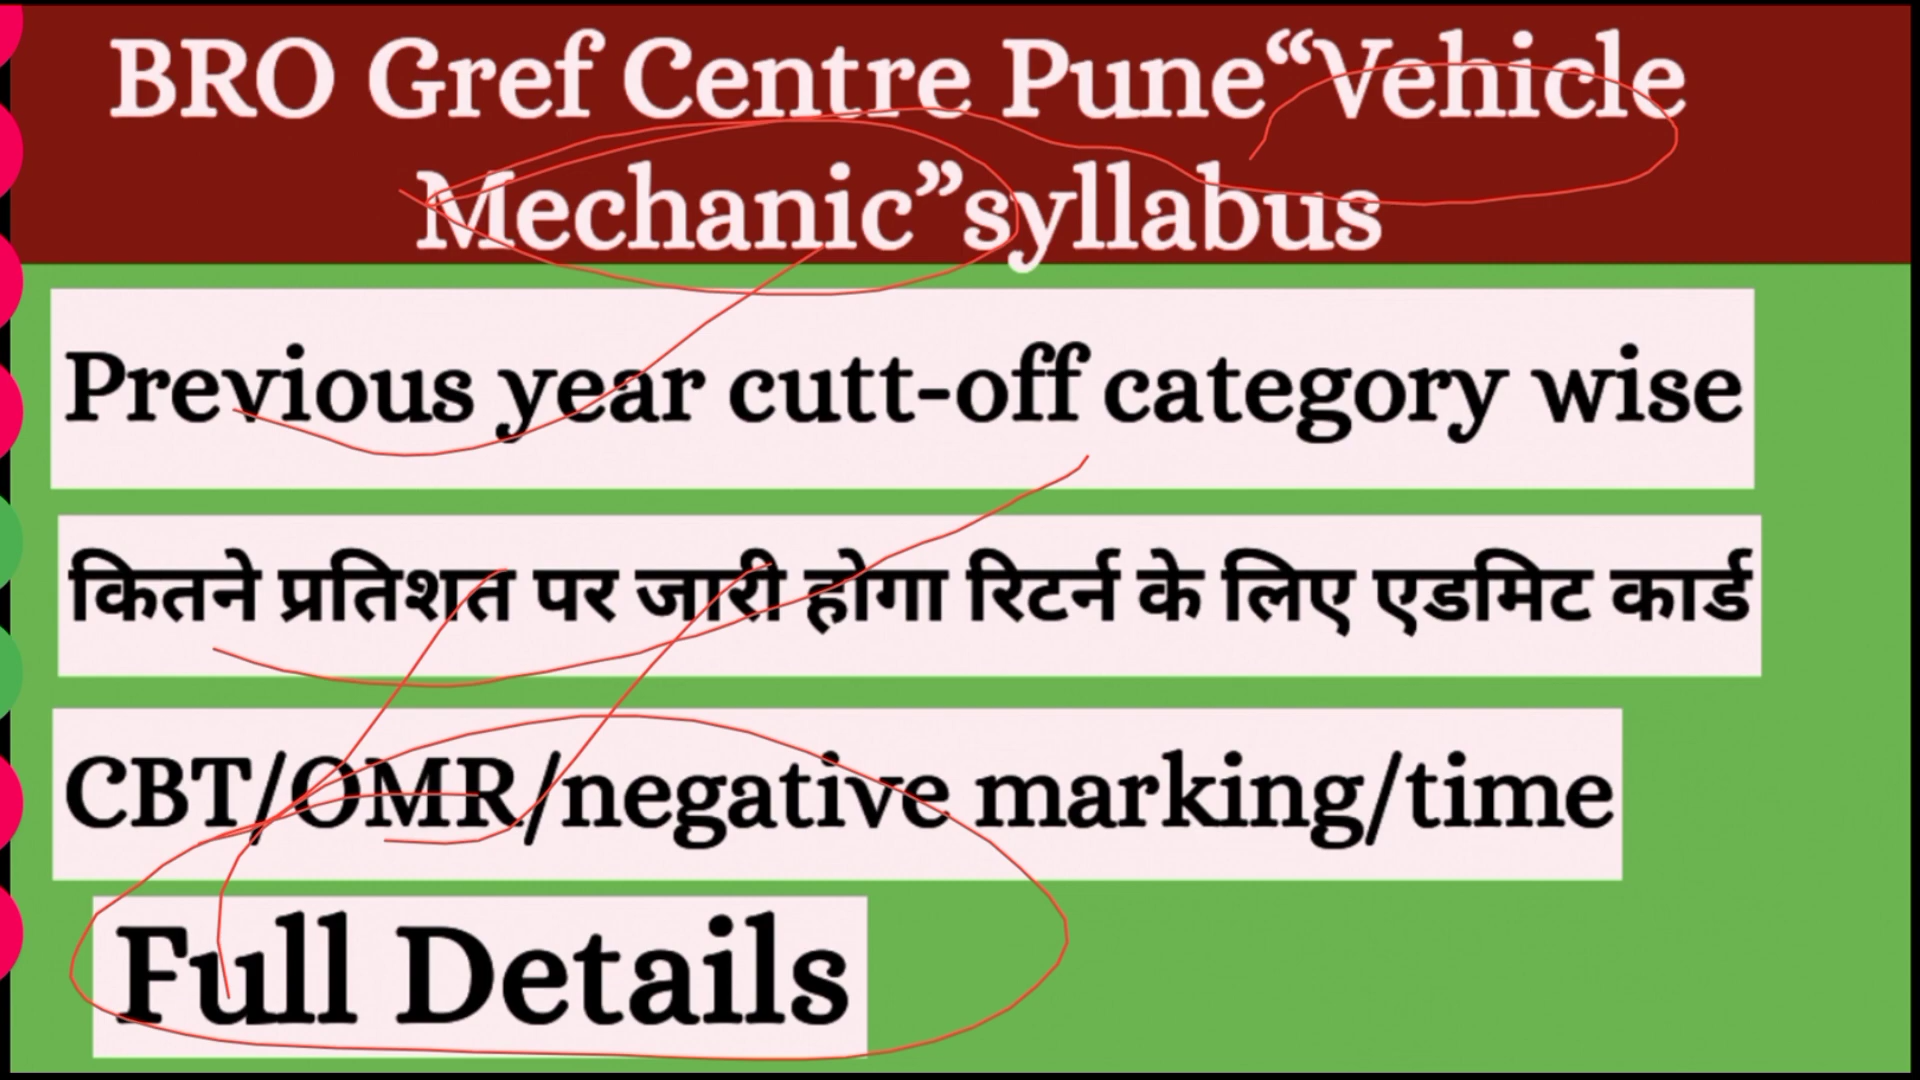 BRO Gref Centre Pune“Vehicle
Mechanic”syllabus
Previous year cutt-off category wise
कितने प्रतिशत पर जारी होगा रिटर्न के लिए एडमिट कार्ड
CBT/OMR/negative marking/time
Full Details